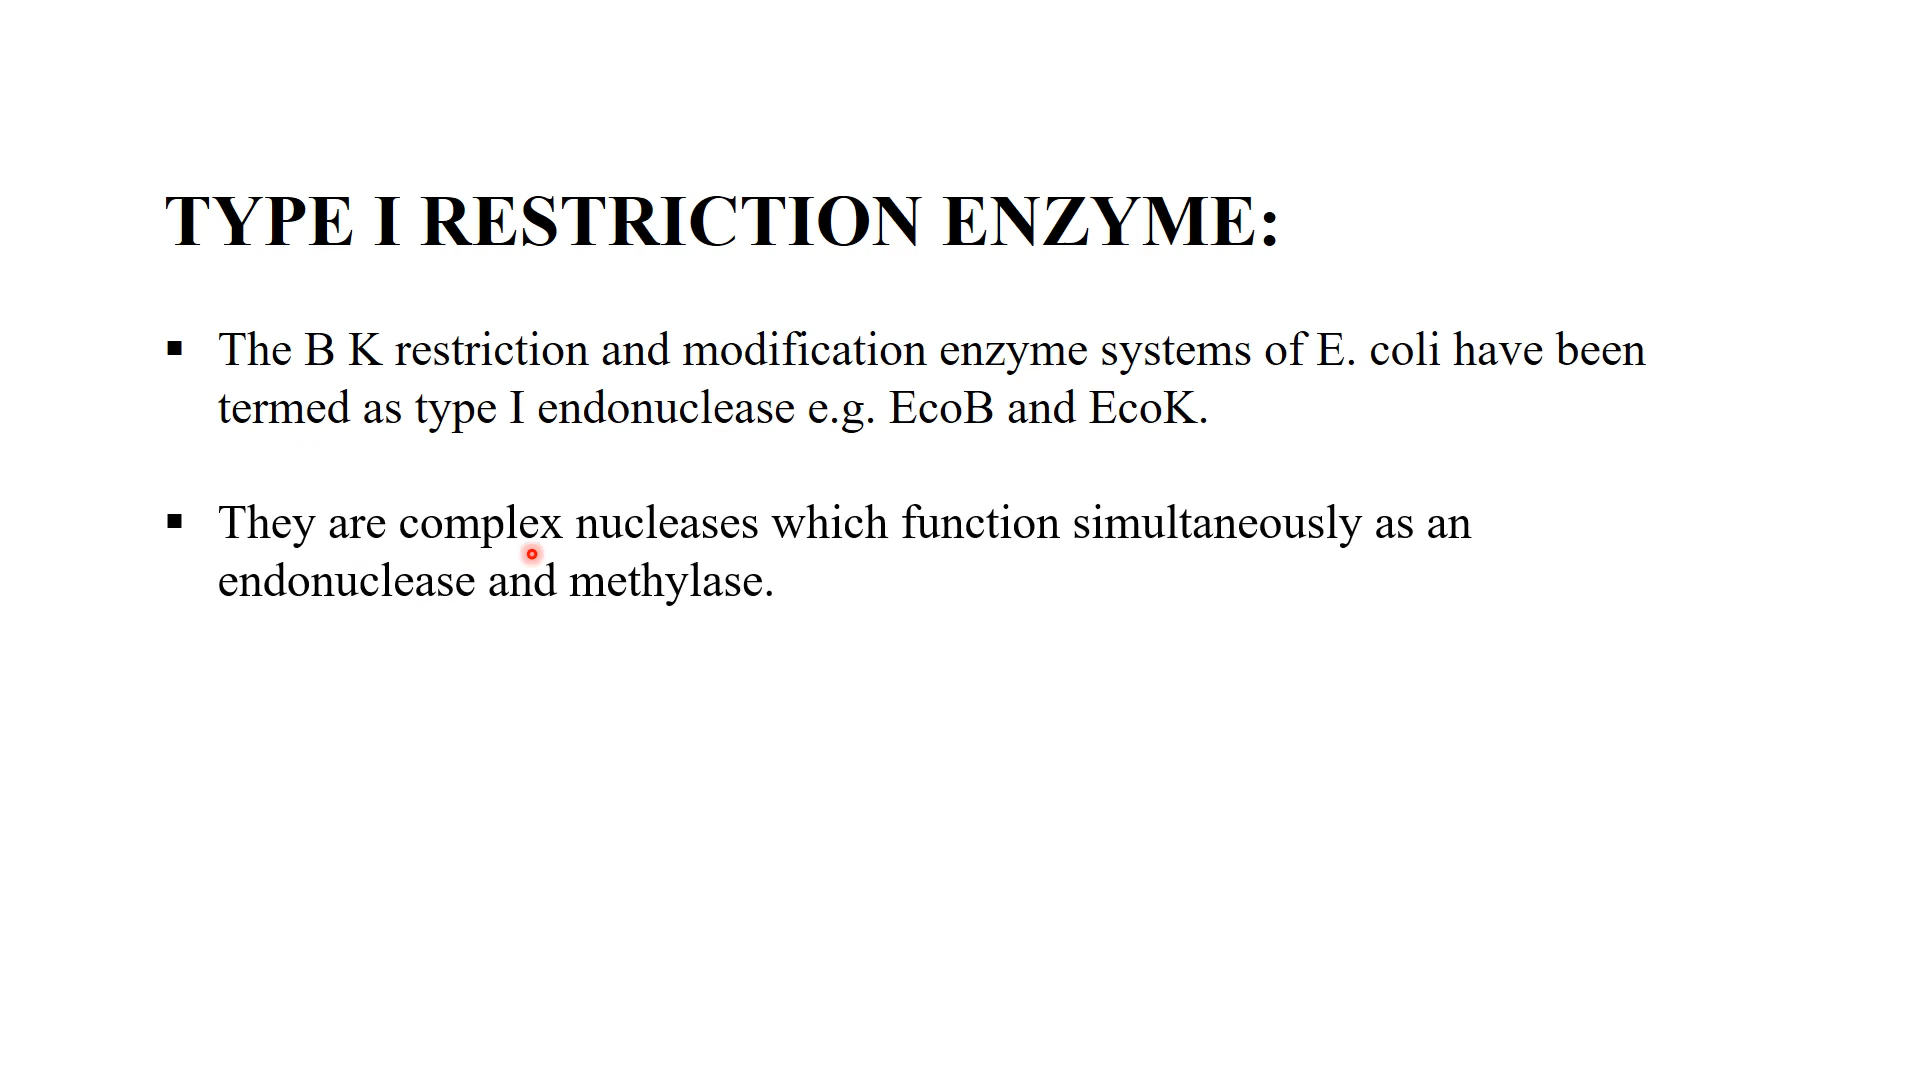 TYPE I RESTRICTION ENZYME:
▪ The B K restriction and modification enzyme systems of E. coli have been
termed as type I endonuclease e.g. EcoB and EcoK.
▪ They are complex nucleases which function simultaneously as an
endonuclease and methylase.